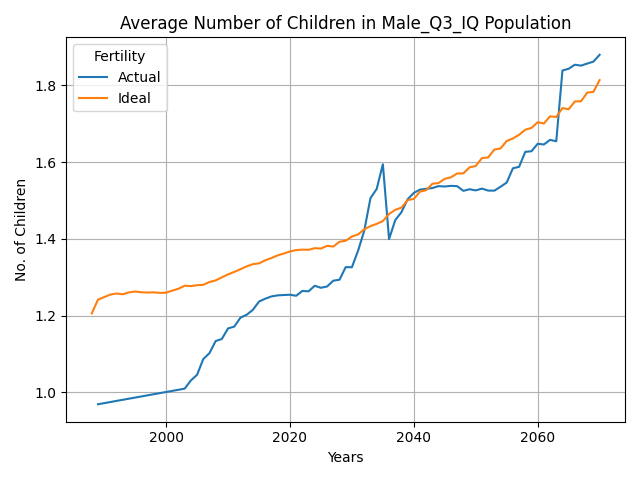 Average Number of Children in Male_Q3_IQ Population
Fertility
Actual
Ideal
No. of Children
1.8
1.6
1.4
1.2
1.0
2000
2020
2040
2060
Years